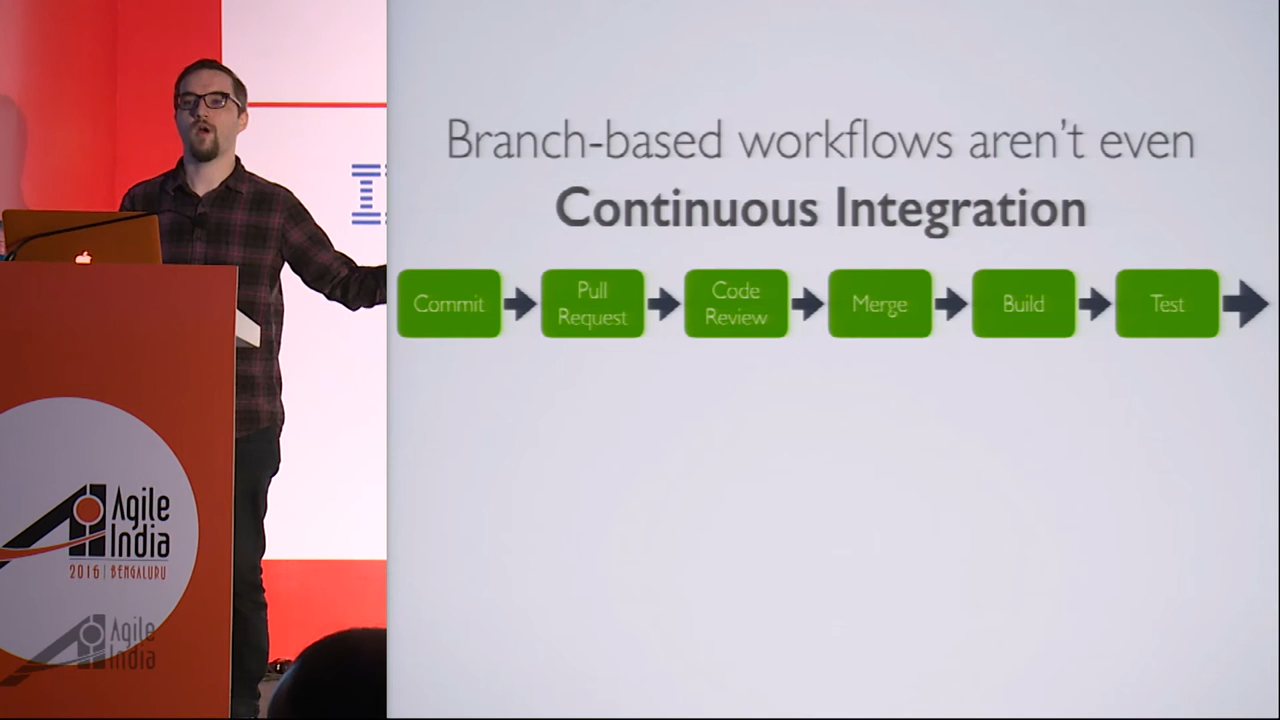 Branch-based workflows aren't even
Continuous Integration
Commit
Pull
Request
Code
Review
Merge
Build
Test
Agile
India
2016 | BENGALURU
Agile
India